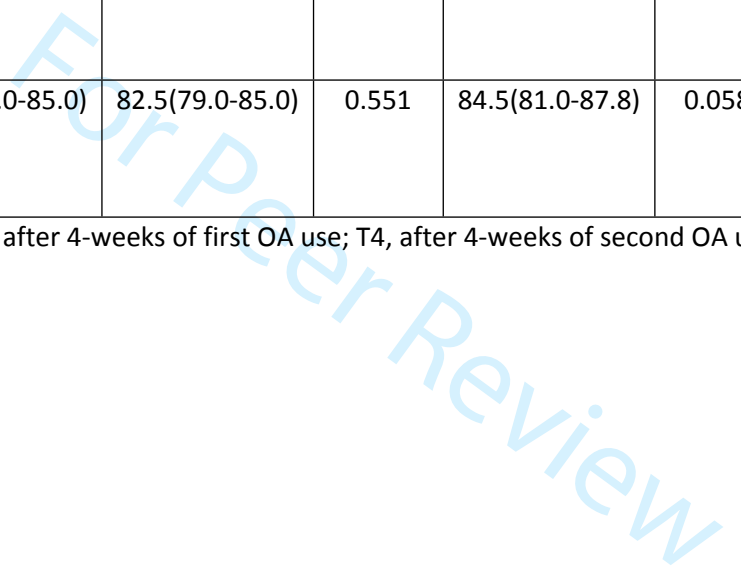 .0-85.0) 82.5(79.0-85.0) 0.551 84.5(81.0-87.8) 0.058
after 4-weeks of first OA use; T4, after 4-weeks of second OA u
For Peer Review